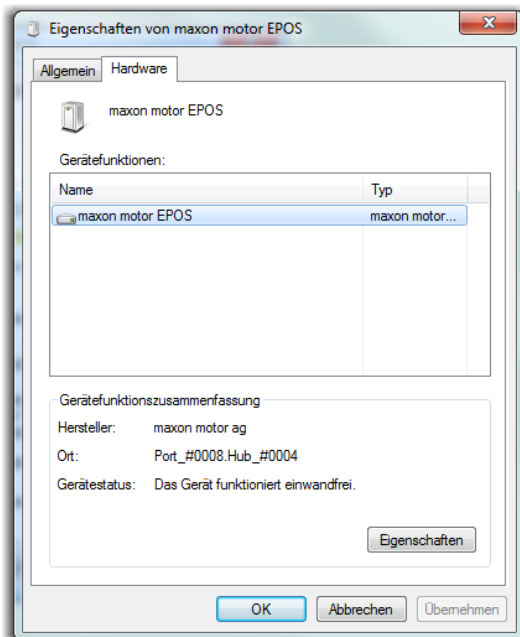 Eigenschaften von maxon motor EPOS
Allgemein Hardware
maxon motor EPOS
Gerätefunktionen:
Name Typ
maxon motor EPOS maxon motor...
Gerätefunktionszusammenfassung
Hersteller: maxon motor ag
Ort: Port_#0008.Hub_#0004
Gerätestatus: Das Gerät funktioniert einwandfrei.
Eigenschaften
OK Abbrechen Übernehmen